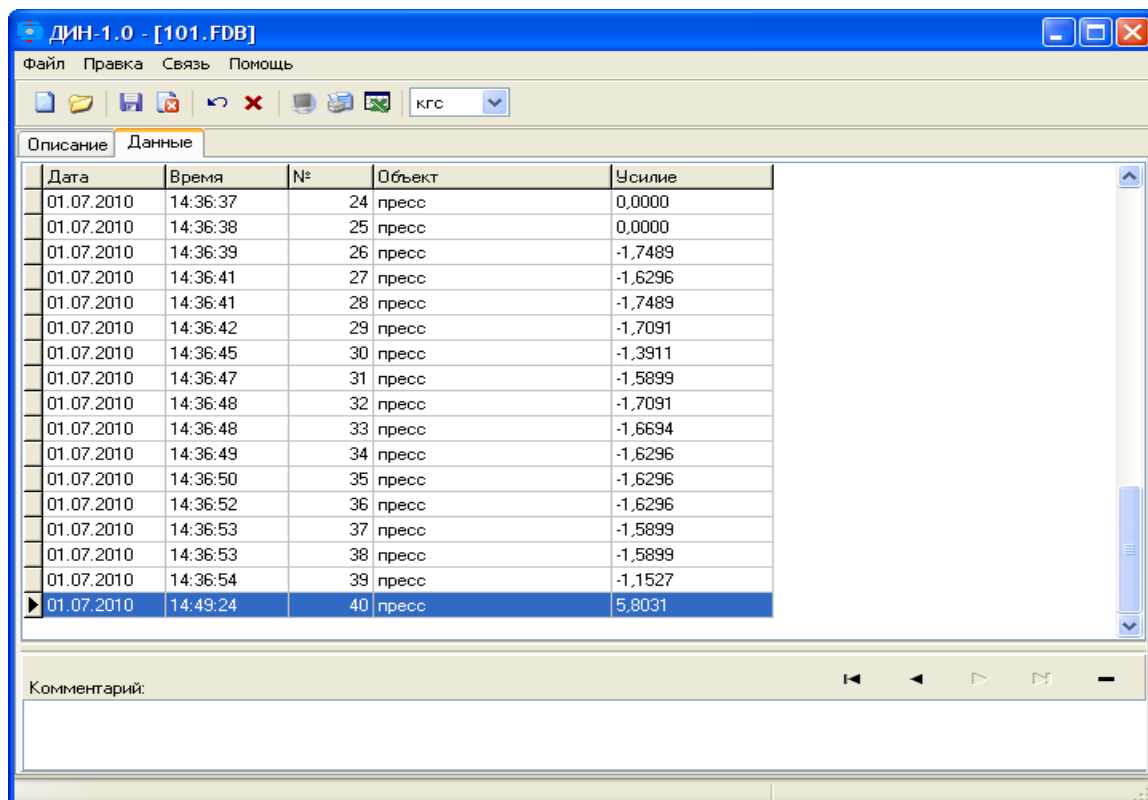 ДИН-1.0 - [101.FDB]
Файл Правка Связь Помощь
кгс
Описание Данные
Дата Время № Объект Усилие
01.07.2010 14:36:37 24 пресс 0,0000
01.07.2010 14:36:38 25 пресс 0,0000
01.07.2010 14:36:39 26 пресс -1,7489
01.07.2010 14:36:41 27 пресс -1,6296
01.07.2010 14:36:41 28 пресс -1,7489
01.07.2010 14:36:42 29 пресс -1,7091
01.07.2010 14:36:45 30 пресс -1,3911
01.07.2010 14:36:47 31 пресс -1,5899
01.07.2010 14:36:48 32 пресс -1,7091
01.07.2010 14:36:48 33 пресс -1,6694
01.07.2010 14:36:49 34 пресс -1,6296
01.07.2010 14:36:50 35 пресс -1,6296
01.07.2010 14:36:52 36 пресс -1,6296
01.07.2010 14:36:53 37 пресс -1,5899
01.07.2010 14:36:53 38 пресс -1,5899
01.07.2010 14:36:54 39 пресс -1,1527
01.07.2010 14:49:24 40 пресс 5,8031
Комментарий: